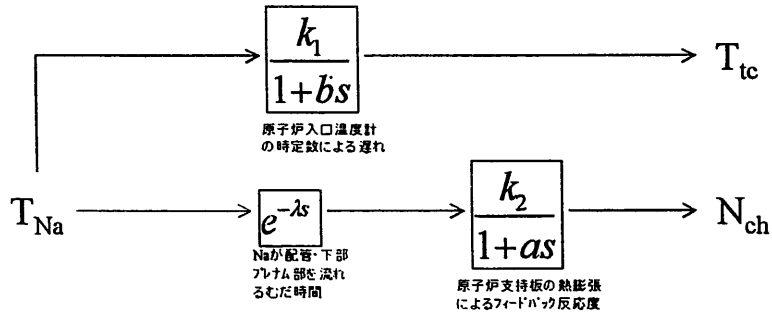 k₁
1+bs
T_tc
原子炉入口温度計
の時定数による遅れ
T_Na
e^{-λs}
k₂
1+as
N_ch
Naが配管・下部
プレナム部を流れ
るむだ時間
原子炉支持板の熱膨張
によるフィードバック反応度